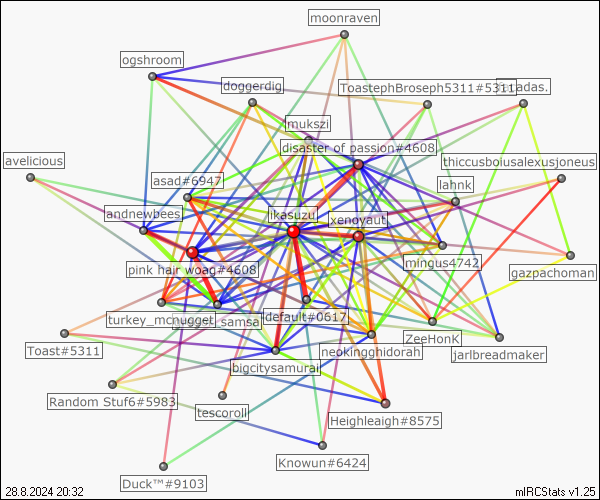 moonraven
ogshroom
doggerdig
ToastephBroseph5311#5311
adas.
mukszi
disaster of passion#4608
avelicious
thiccusboiusalexusjoneus
asad#6947
lahnk
andnewbees
ikasuzu
xenoyaut
pink hair woag#4608
mingus4742
gazpachoman
turkey_mcnugget
samsa
default#0617
ZeeHonK
Toast#5311
neokingghidorah
jarlbreadmaker
bigcitysamurai
Random Stuf6#5983
tescoroll
Heighleaigh#8575
Knowun#6424
Duck™#9103
28.8.2024 20:32
mIRCStats v1.25